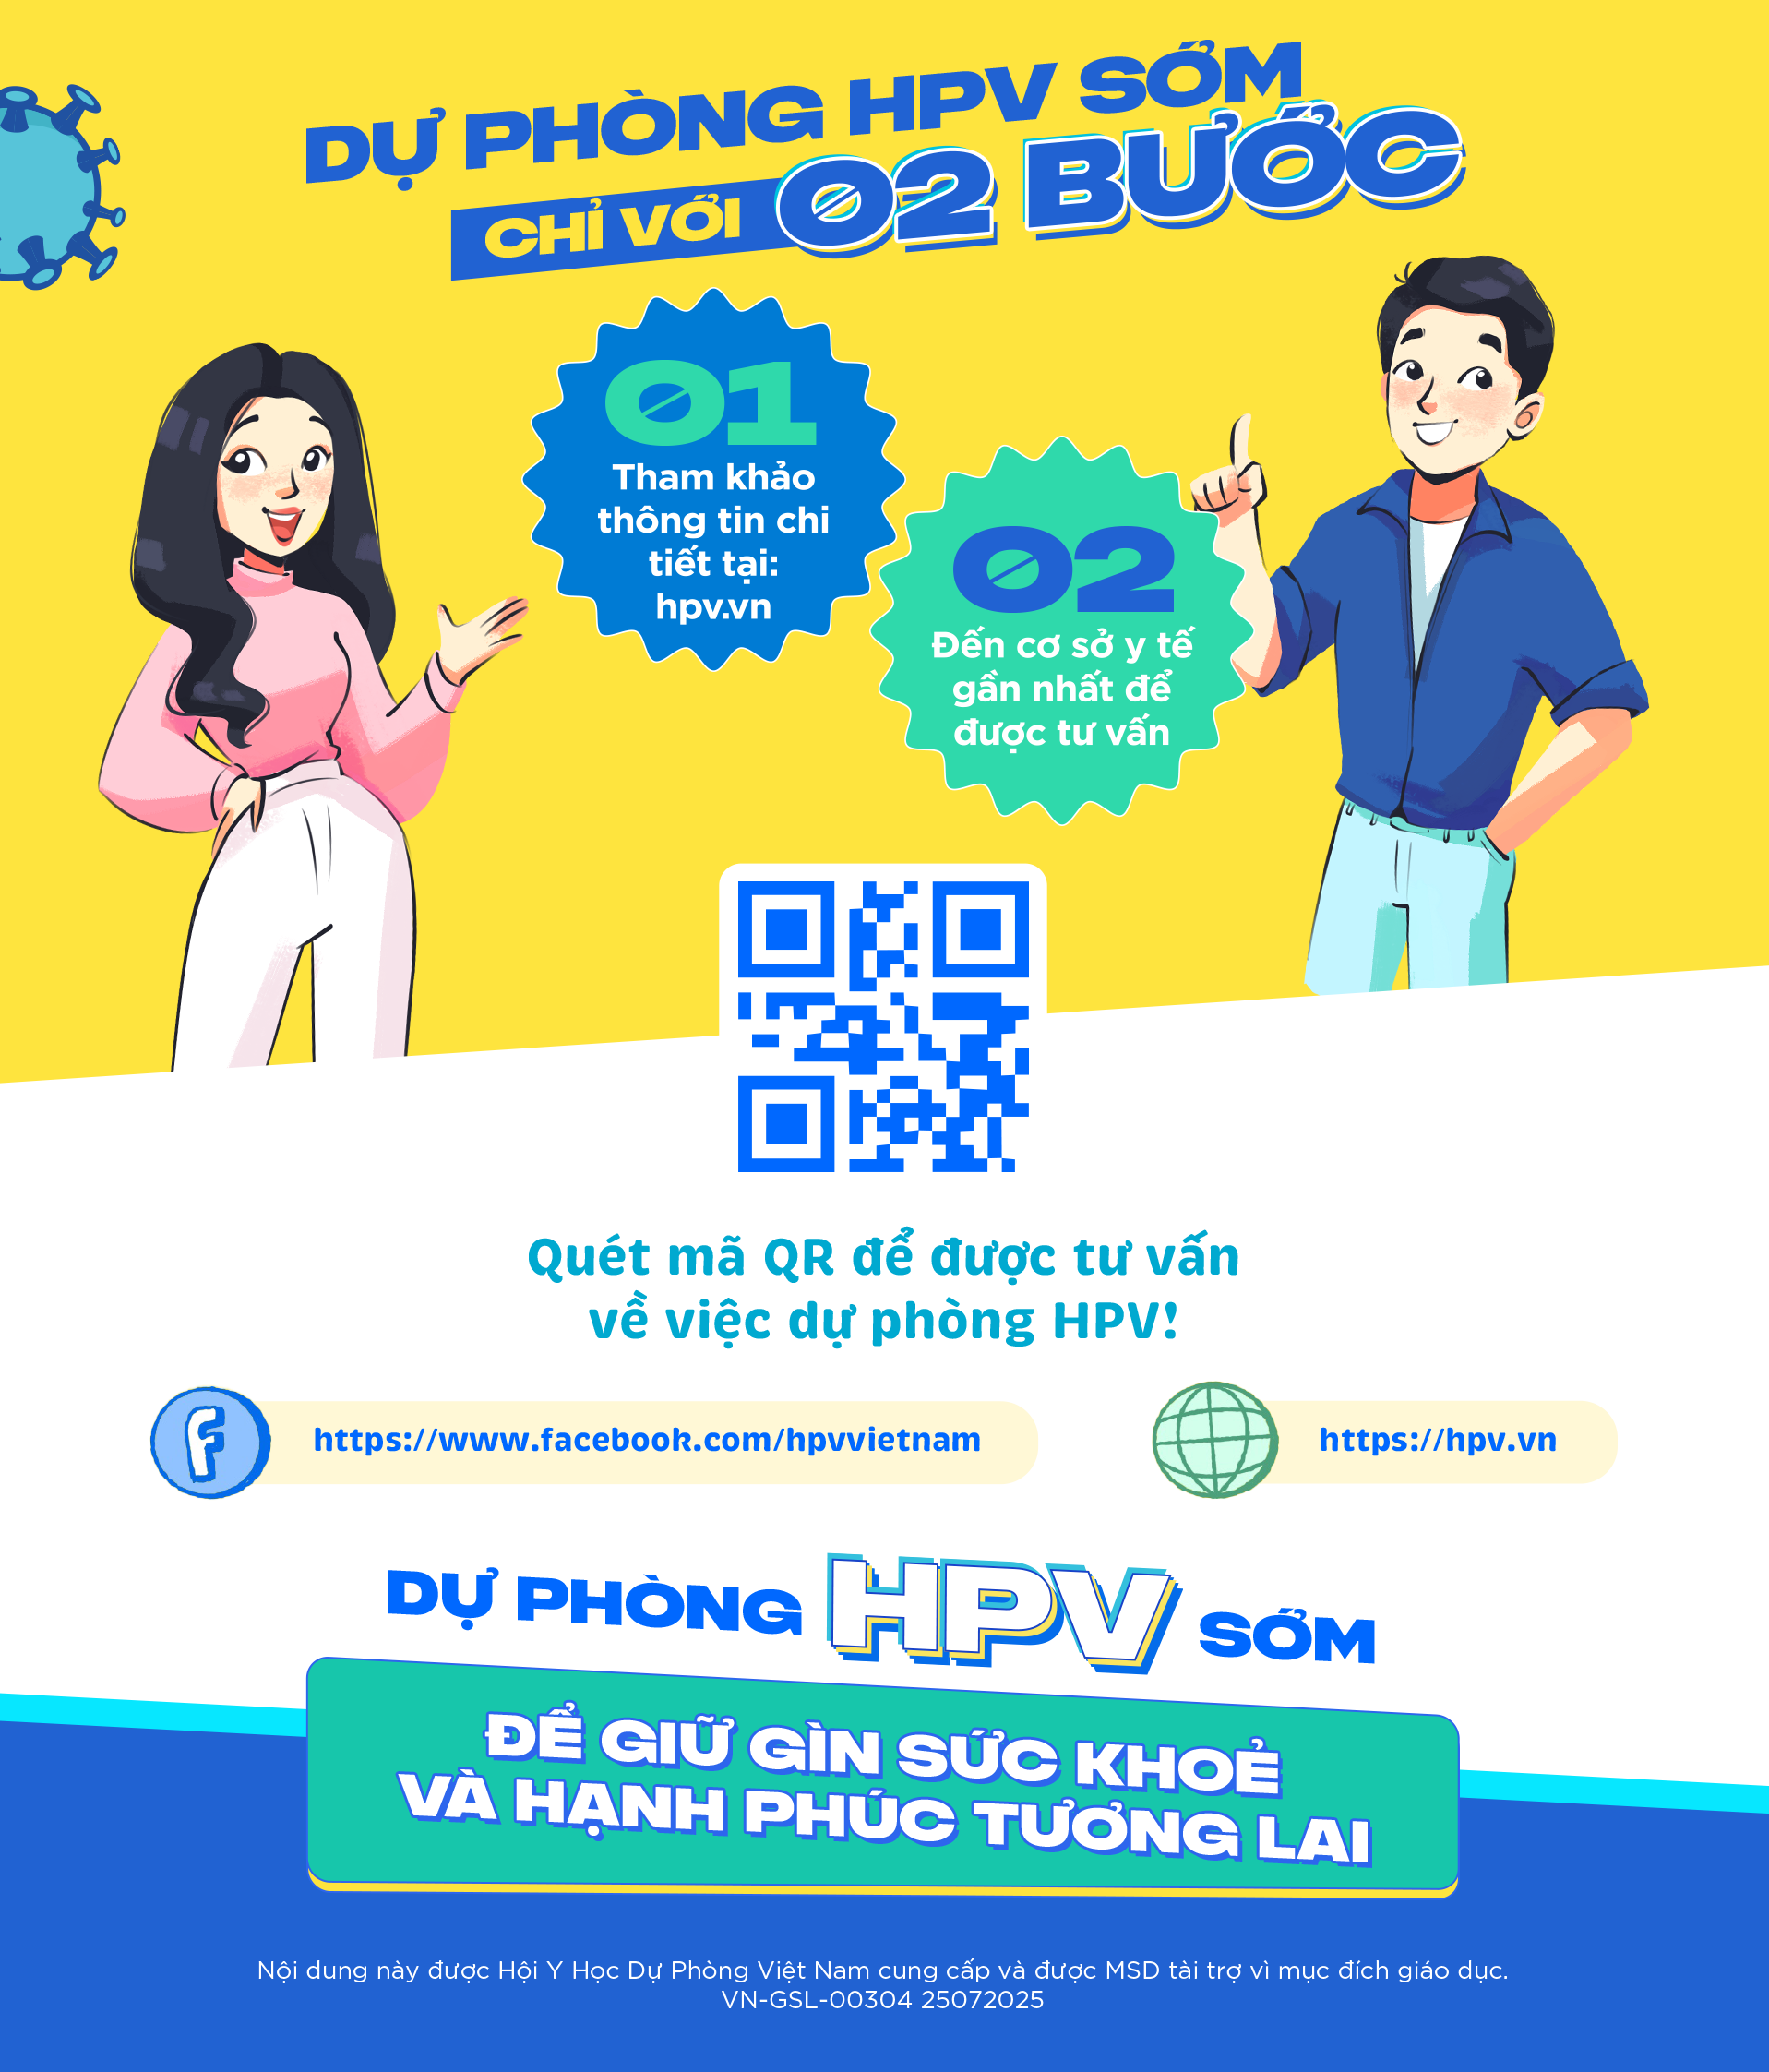 DỰ PHÒNG HPV SỚM
CHỈ VỚI 02 BƯỚC
01
Tham khảo
thông tin chi
tiết tại:
hpv.vn
02
Đến cơ sở y tế
gần nhất để
được tư vấn
Quét mã QR để được tư vấn
về việc dự phòng HPV!
f https://www.facebook.com/hpvvietnam
https://hpv.vn
DỰ PHÒNG HPV SỚM
ĐỂ GIỮ GÌN SỨC KHOẺ
VÀ HẠNH PHÚC TƯƠNG LAI
Nội dung này được Hội Y Học Dự Phòng Việt Nam cung cấp và được MSD tài trợ vì mục đích giáo dục.
VN-GSL-00304 25072025